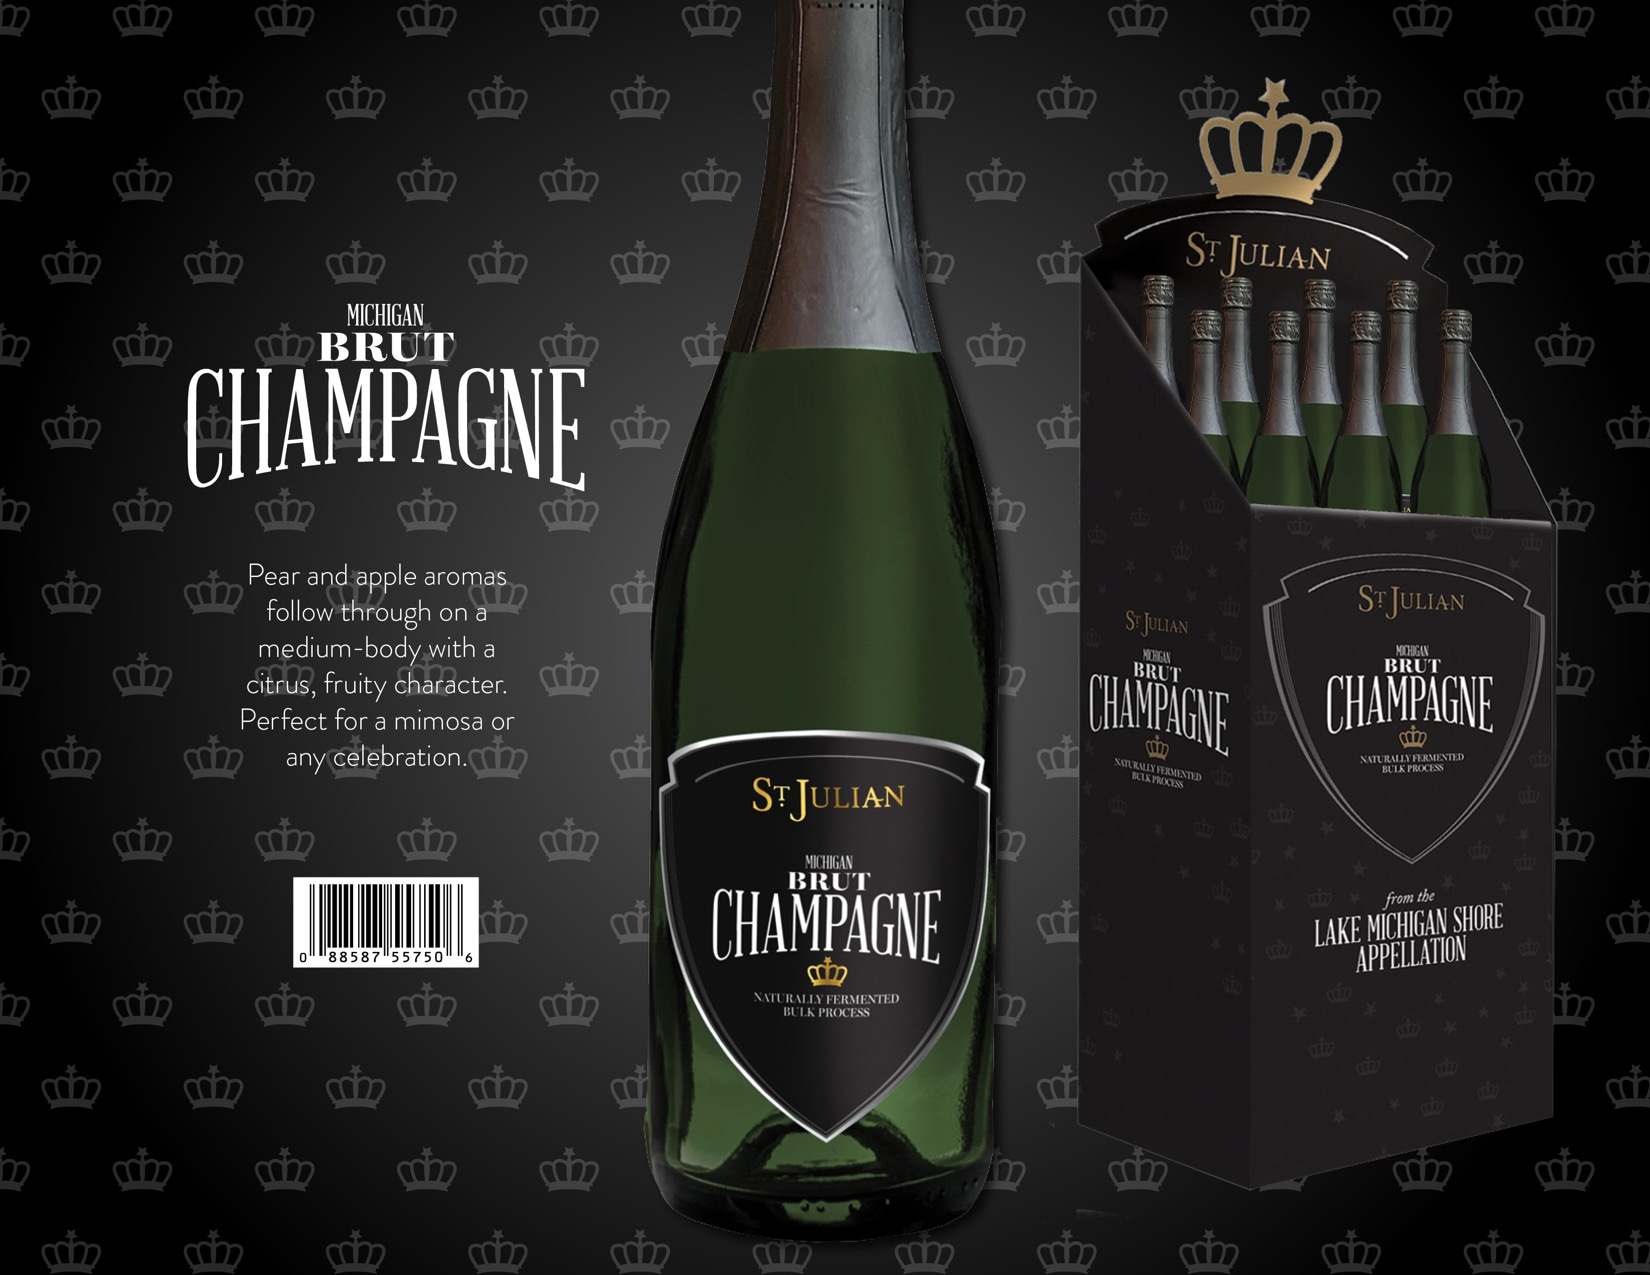 MICHIGAN
BRUT
CHAMPAGNE
Pear and apple aromas
follow through on a
medium-body with a
citrus, fruity character.
Perfect for a mimosa or
any celebration.
0 88587 55750 6
ST JULIAN
MICHIGAN
BRUT
CHAMPAGNE
NATURALLY FERMENTED
BULK PROCESS
ST JULIAN
ST JULIAN
MICHIGAN
BRUT
CHAMPAGNE
NATURALLY FERMENTED
BULK PROCESS
ST JULIAN
MICHIGAN
BRUT
CHAMPAGNE
NATURALLY FERMENTED
BULK PROCESS
from the
LAKE MICHIGAN SHORE
APPELLATION